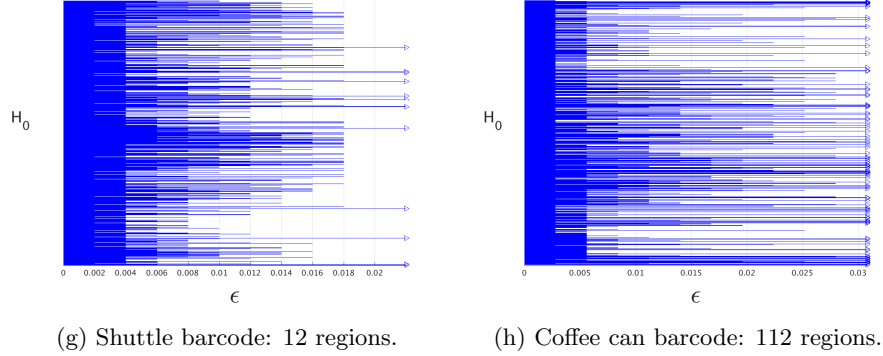 H0
0 0.002 0.004 0.006 0.008 0.01 0.012 0.014 0.016 0.018 0.02
ϵ
(g) Shuttle barcode: 12 regions.
H0
0 0.005 0.01 0.015 0.02 0.025 0.03
ϵ
(h) Coffee can barcode: 112 regions.